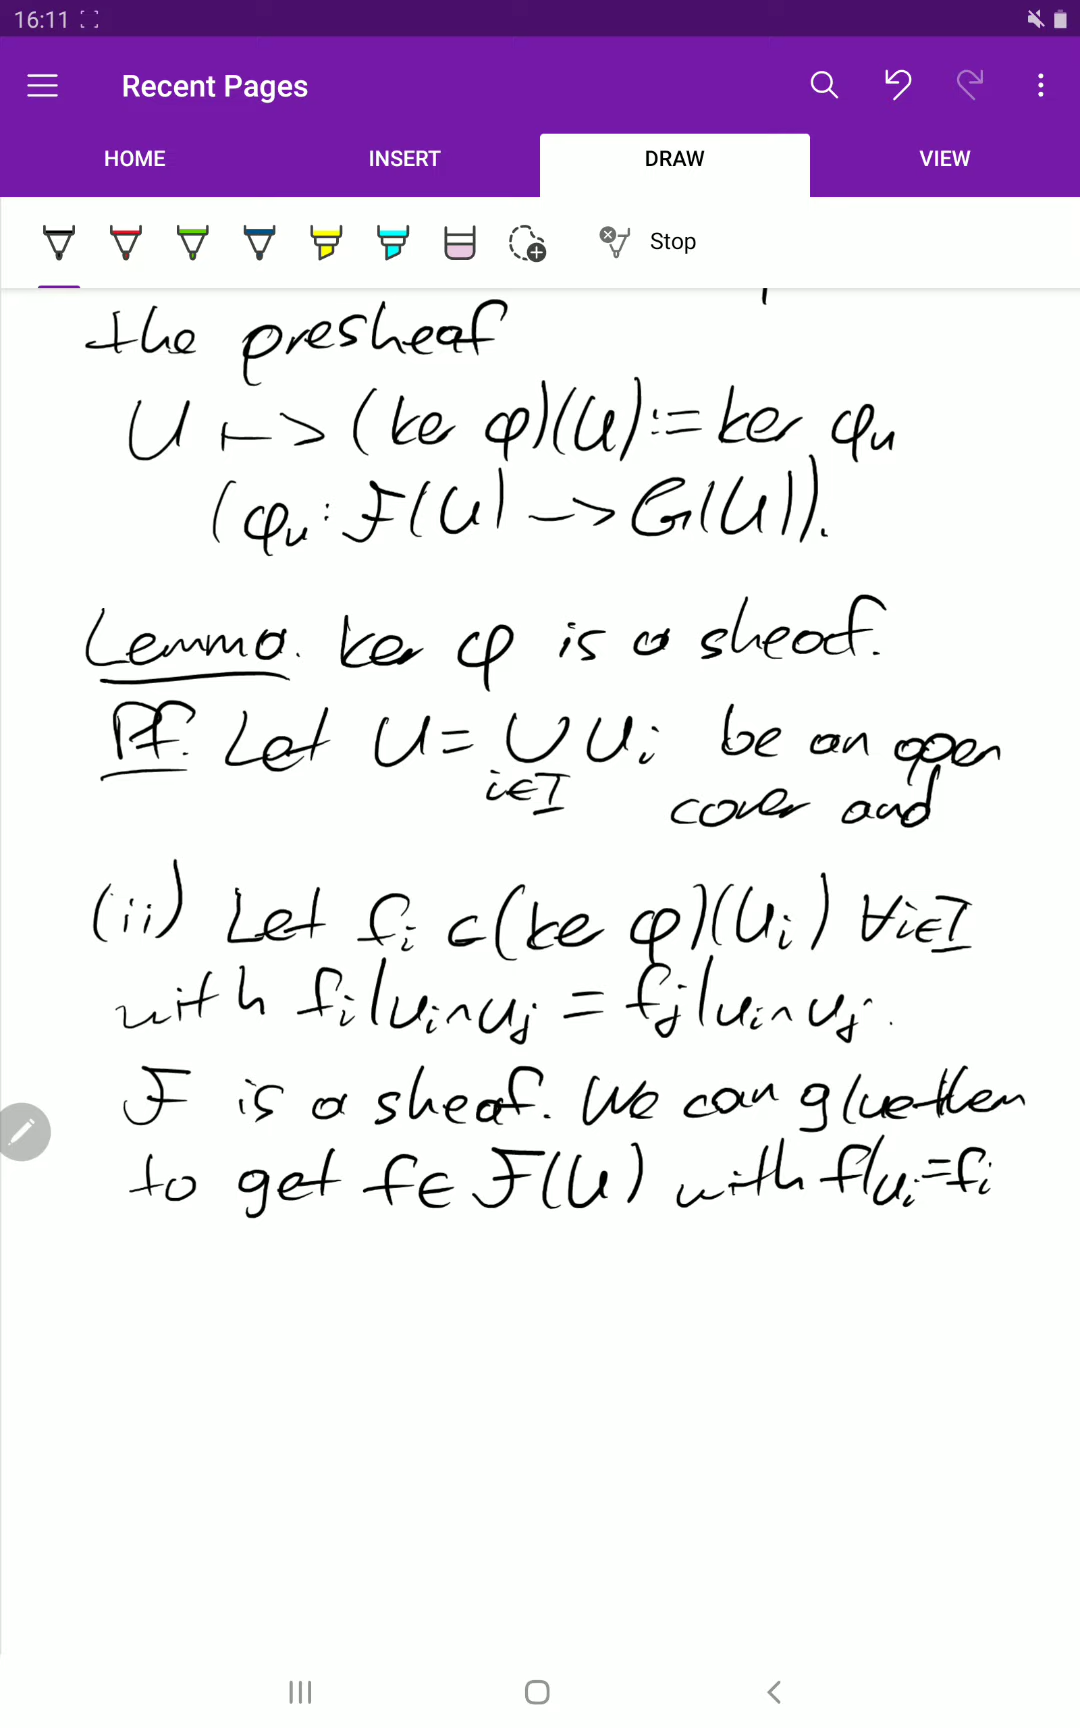 16:11
Recent Pages
HOME INSERT DRAW VIEW
Stop
the presheaf
U ↦ (ker φ)(U) := ker φ_U
(φ_U : F(U) → G(U)).
Lemma. ker φ is a sheaf.
Pf. Let U = ⋃_{i∈I} U_i be an open
cover and
(ii) Let f_i ∈ (ke φ)(U_i) ∀i∈I
with f_i|_{U_i∩U_j} = f_j|_{U_i∩U_j}.
F is a sheaf. We can glue them
to get f ∈ F(U) with f|_{U_i} = f_i